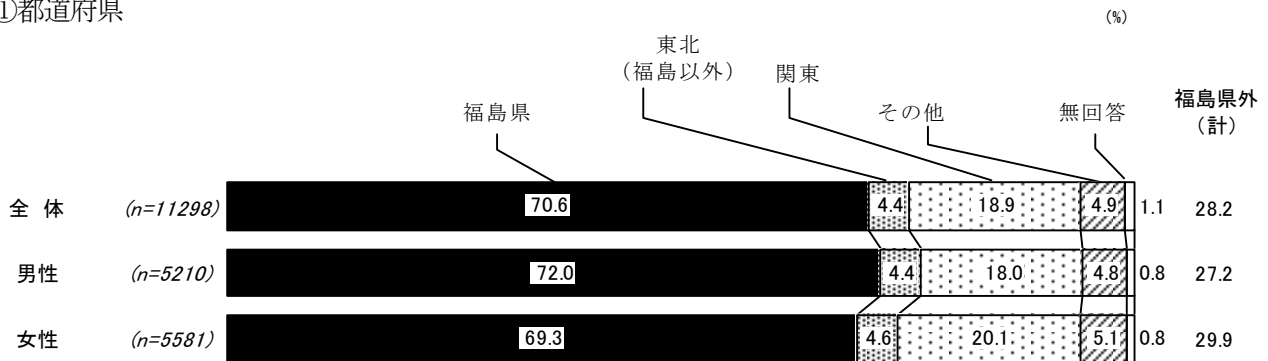 ①都道府県
(%)
東北
（福島以外）
関東
福島県
その他
無回答
福島県外
（計）
全 体 (n=11298) 70.6 4.4 18.9 4.9 1.1 28.2
男性 (n=5210) 72.0 4.4 18.0 4.8 0.8 27.2
女性 (n=5581) 69.3 4.6 20.1 5.1 0.8 29.9